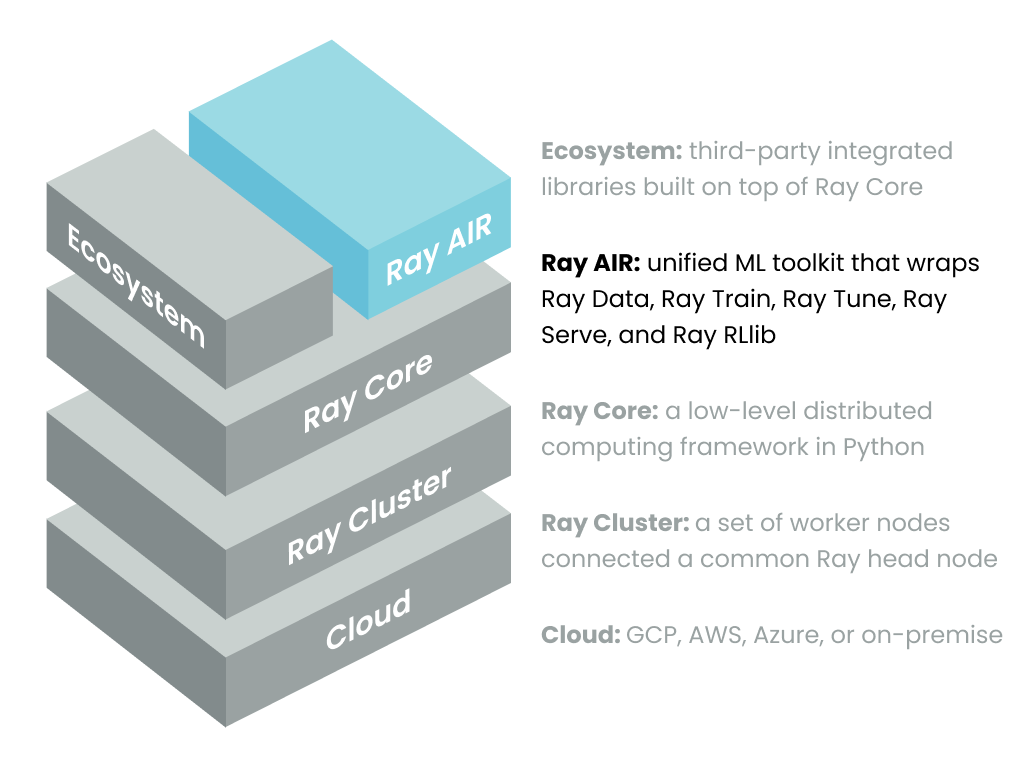 Ecosystem
Ray AIR
Ray Core
Ray Cluster
Cloud
Ecosystem: third-party integrated
libraries built on top of Ray Core
Ray AIR: unified ML toolkit that wraps
Ray Data, Ray Train, Ray Tune, Ray
Serve, and Ray RLlib
Ray Core: a low-level distributed
computing framework in Python
Ray Cluster: a set of worker nodes
connected a common Ray head node
Cloud: GCP, AWS, Azure, or on-premise